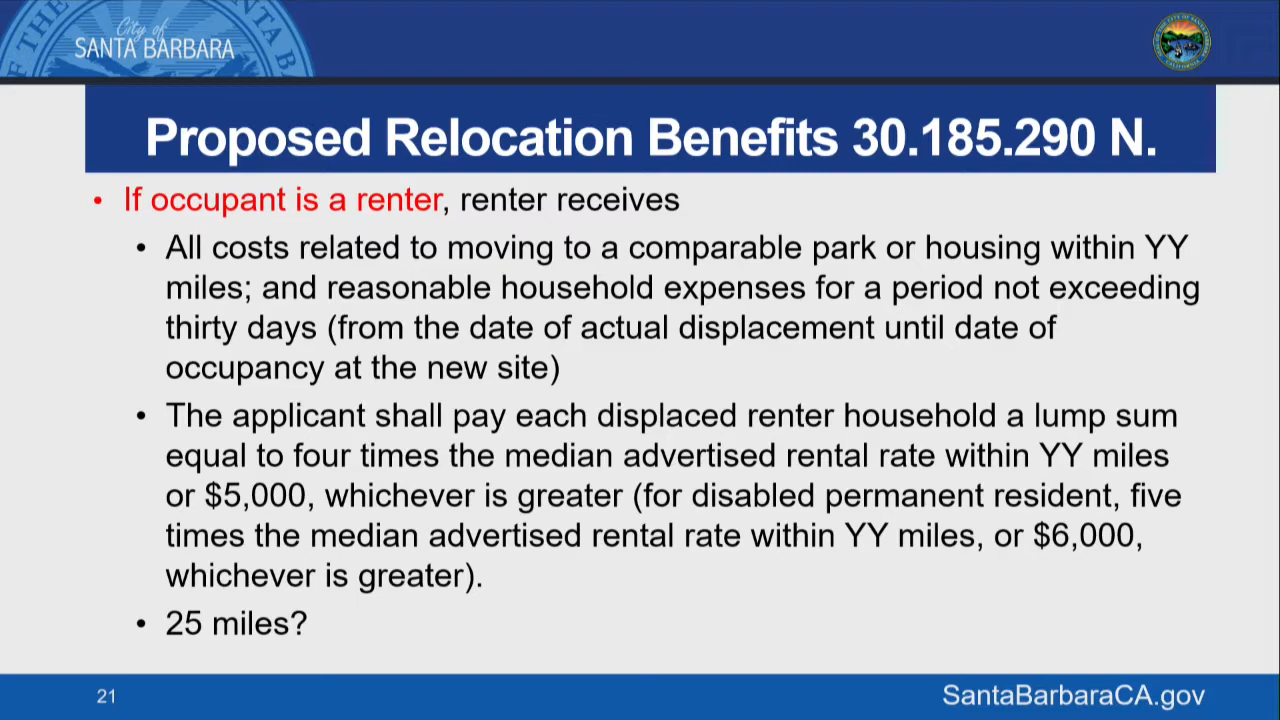 City of
SANTA BARBARA
Proposed Relocation Benefits 30.185.290 N.
• If occupant is a renter, renter receives
• All costs related to moving to a comparable park or housing within YY
miles; and reasonable household expenses for a period not exceeding
thirty days (from the date of actual displacement until date of
occupancy at the new site)
• The applicant shall pay each displaced renter household a lump sum
equal to four times the median advertised rental rate within YY miles
or $5,000, whichever is greater (for disabled permanent resident, five
times the median advertised rental rate within YY miles, or $6,000,
whichever is greater).
• 25 miles?
21
SantaBarbaraCA.gov